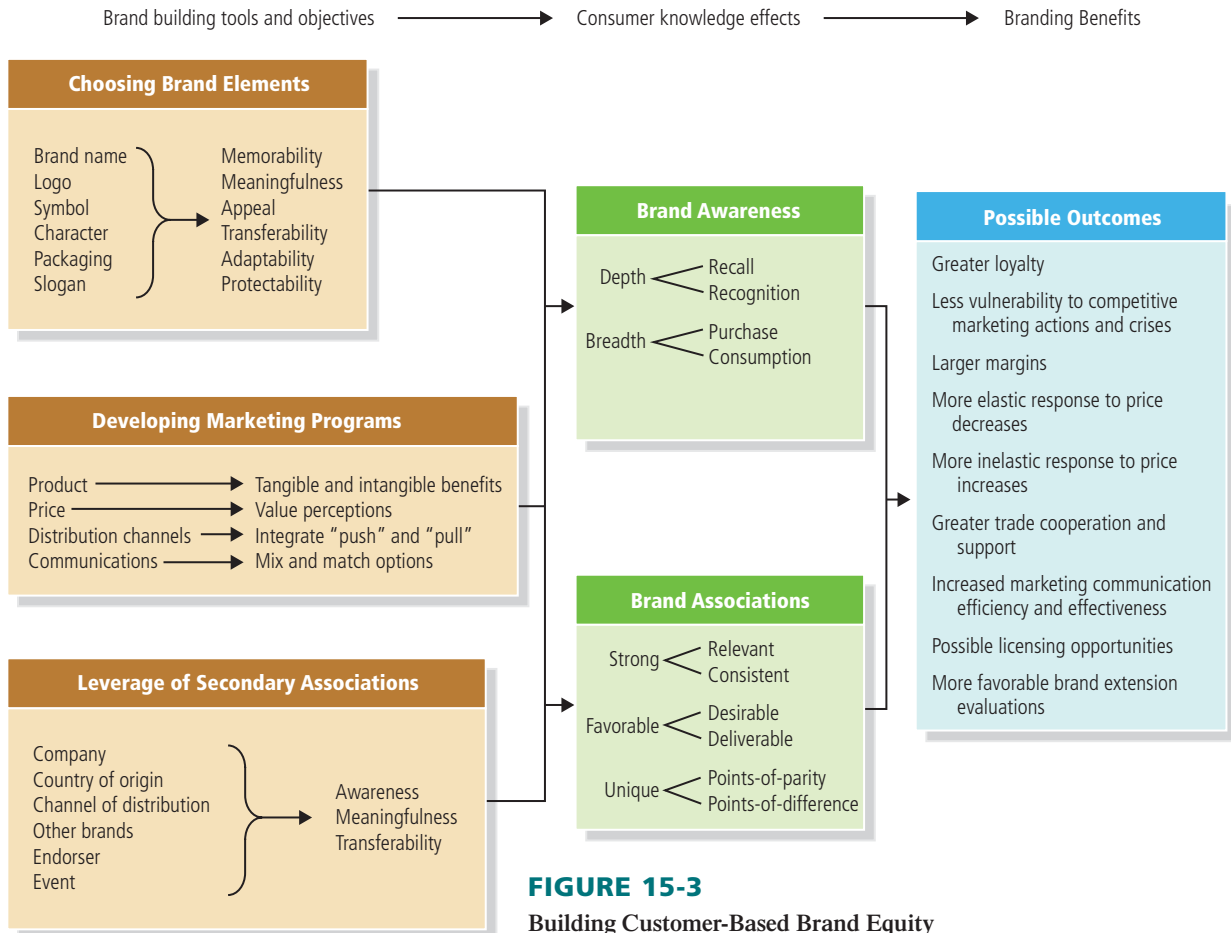 Brand building tools and objectives
Consumer knowledge effects
Branding Benefits
Choosing Brand Elements
Brand name
Logo
Symbol
Character
Packaging
Slogan
Memorability
Meaningfulness
Appeal
Transferability
Adaptability
Protectability
Developing Marketing Programs
Product
Tangible and intangible benefits
Price
Value perceptions
Distribution channels
Integrate “push” and “pull”
Communications
Mix and match options
Leverage of Secondary Associations
Company
Country of origin
Channel of distribution
Other brands
Endorser
Event
Awareness
Meaningfulness
Transferability
Brand Awareness
Depth
Recall
Recognition
Breadth
Purchase
Consumption
Brand Associations
Strong
Relevant
Consistent
Favorable
Desirable
Deliverable
Unique
Points-of-parity
Points-of-difference
Possible Outcomes
Greater loyalty
Less vulnerability to competitive
marketing actions and crises
Larger margins
More elastic response to price
decreases
More inelastic response to price
increases
Greater trade cooperation and
support
Increased marketing communication
efficiency and effectiveness
Possible licensing opportunities
More favorable brand extension
evaluations
FIGURE 15-3
Building Customer-Based Brand Equity